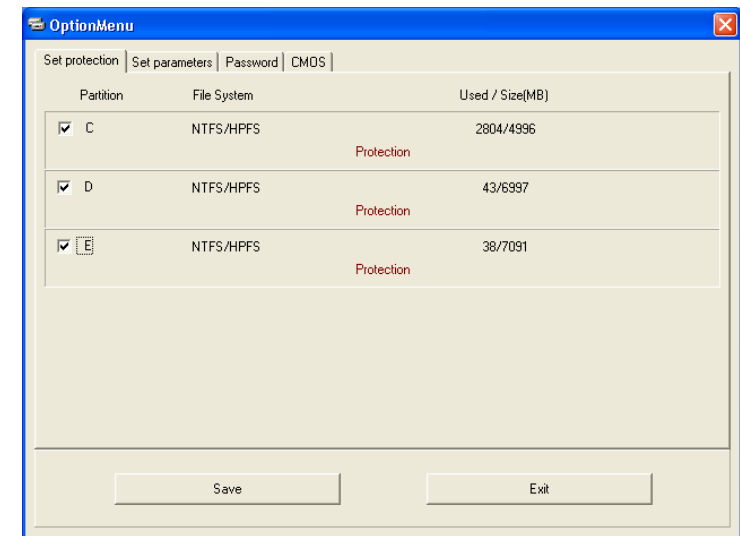 OptionMenu
Set protection Set parameters Password CMOS
Partition File System Used / Size(MB)
C NTFS/HPFS 2804/4996
Protection
D NTFS/HPFS 43/6997
Protection
E NTFS/HPFS 38/7091
Protection
Save Exit